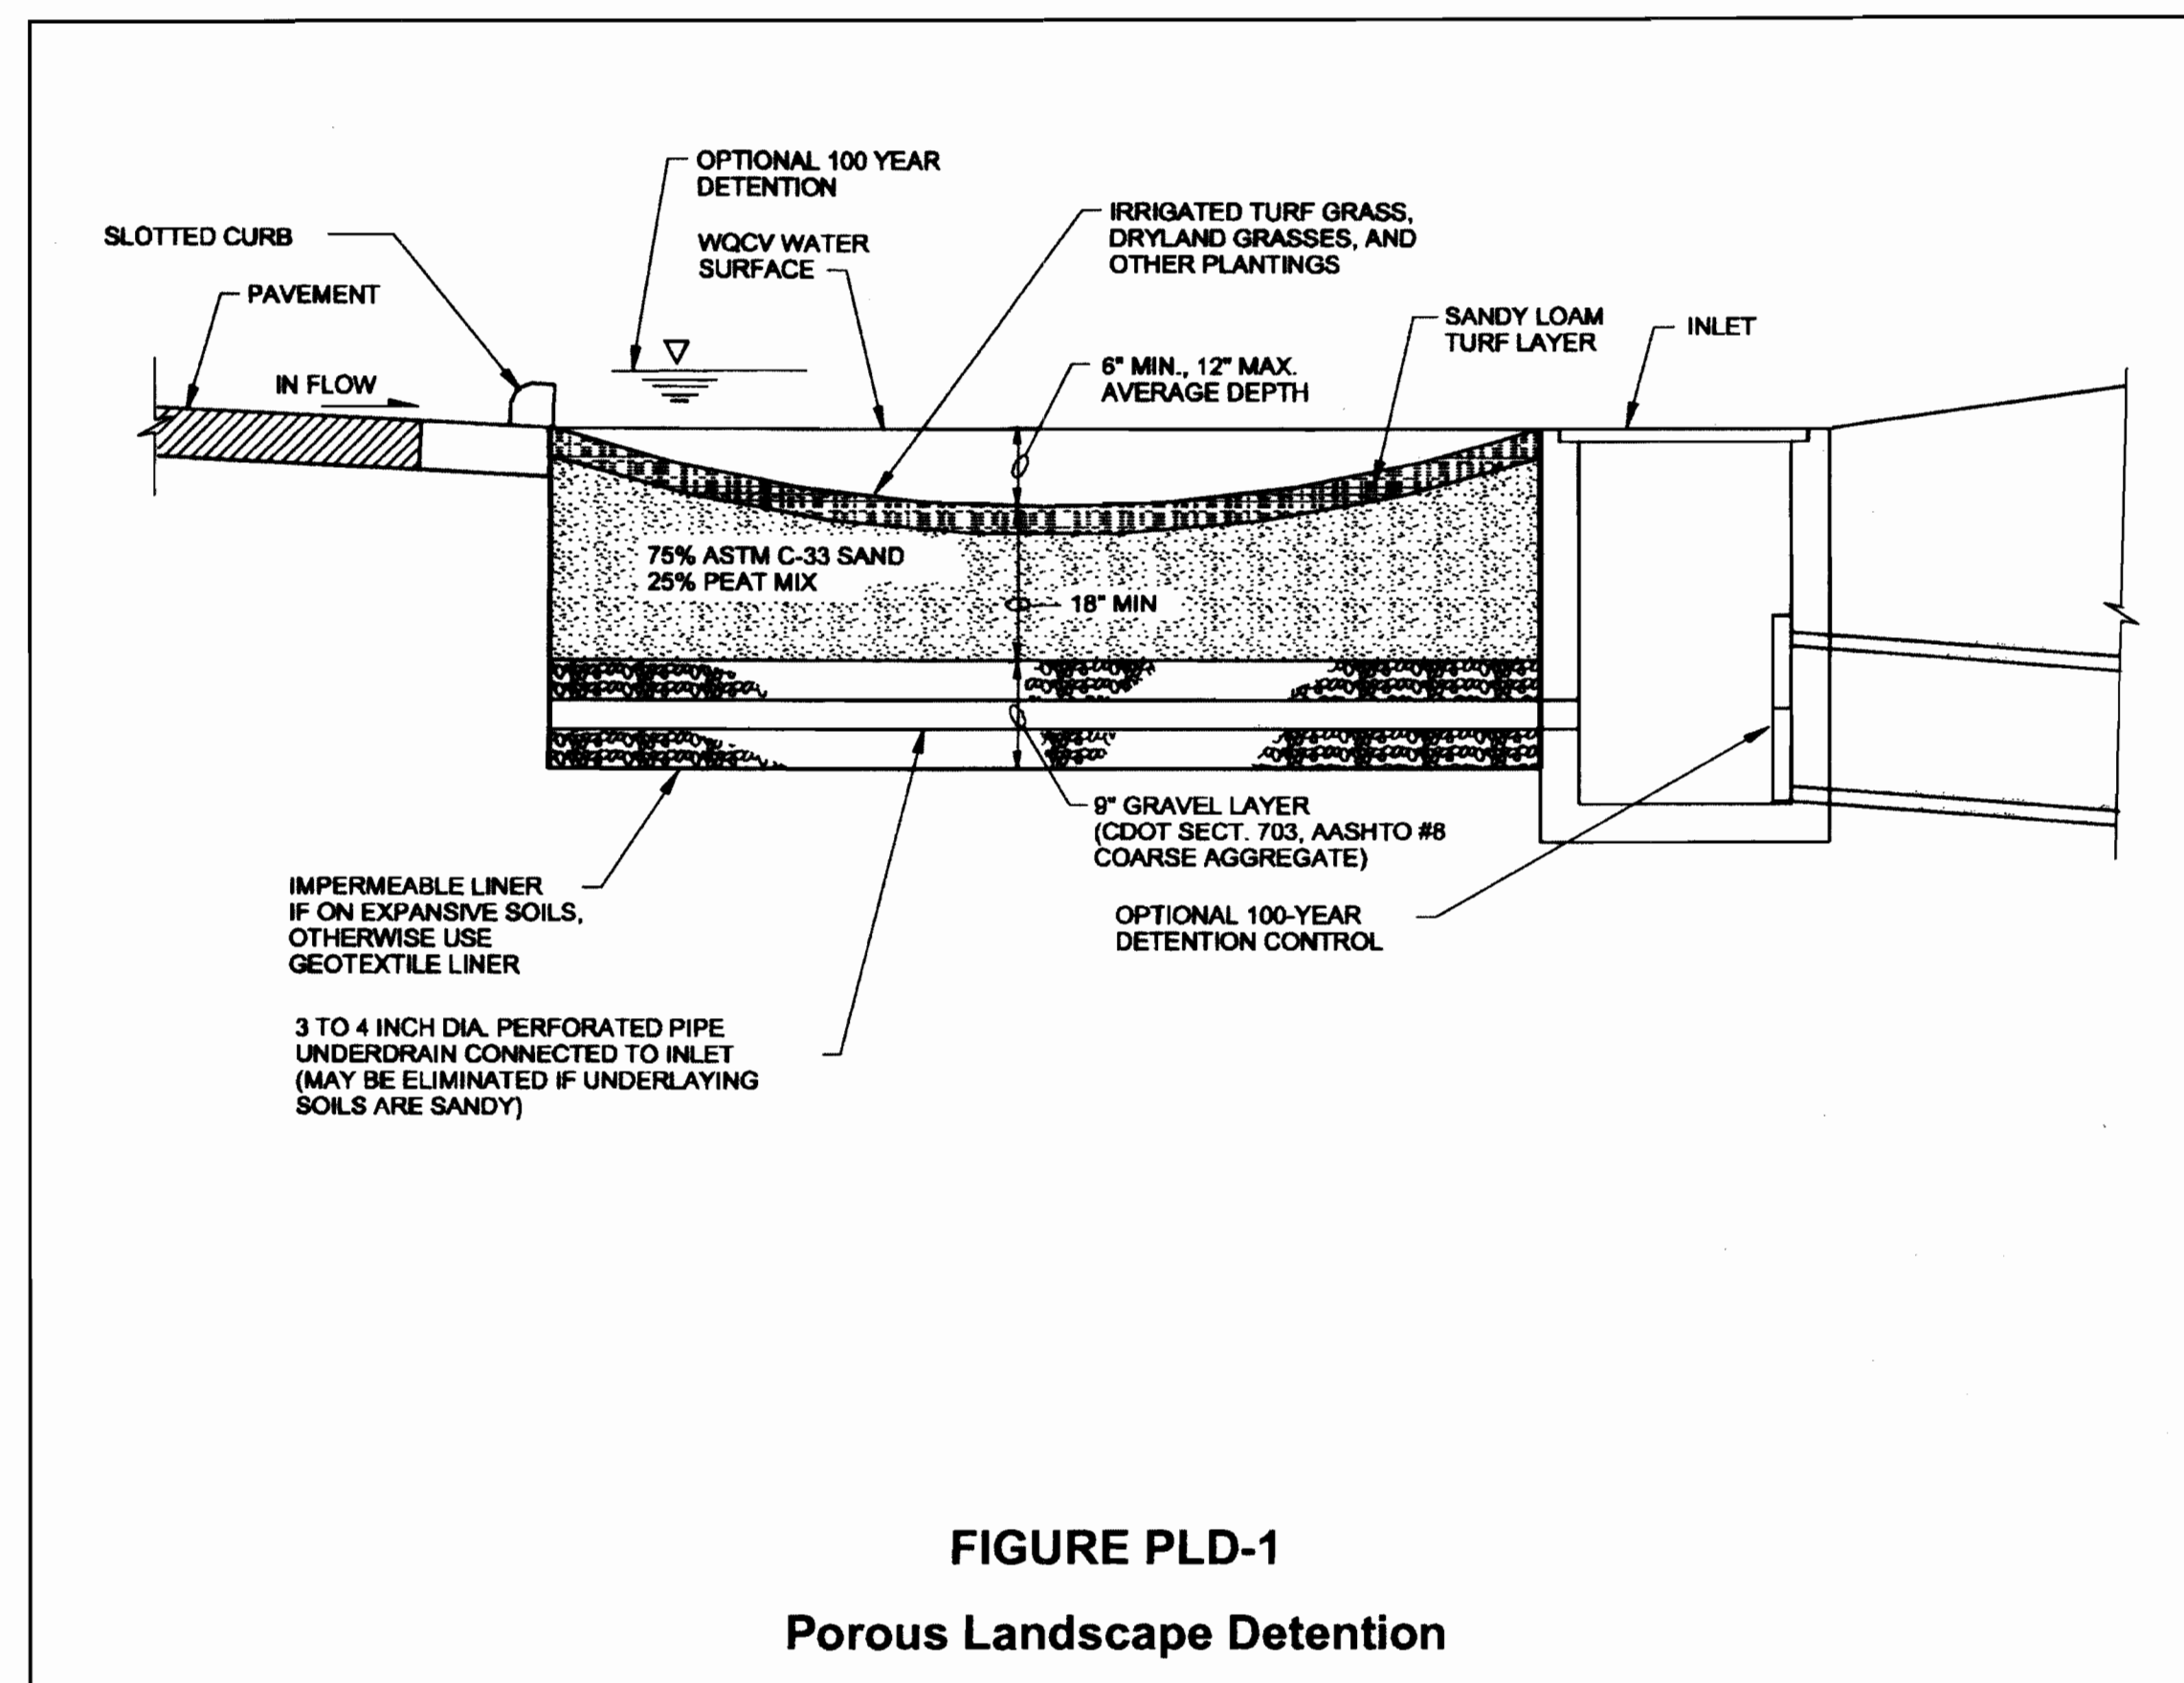 OPTIONAL 100 YEAR
DETENTION
SLOTTED CURB
WQCV WATER
SURFACE
IRRIGATED TURF GRASS,
DRYLAND GRASSES, AND
OTHER PLANTINGS
PAVEMENT
SANDY LOAM
TURF LAYER
INLET
IN FLOW
6" MIN., 12" MAX.
AVERAGE DEPTH
75% ASTM C-33 SAND
25% PEAT MIX
18" MIN
9" GRAVEL LAYER
(CDOT SECT. 703, AASHTO #8
COARSE AGGREGATE)
IMPERMEABLE LINER
IF ON EXPANSIVE SOILS,
OTHERWISE USE
GEOTEXTILE LINER
OPTIONAL 100-YEAR
DETENTION CONTROL
3 TO 4 INCH DIA. PERFORATED PIPE
UNDERDRAIN CONNECTED TO INLET
(MAY BE ELIMINATED IF UNDERLAYING
SOILS ARE SANDY)
FIGURE PLD-1
Porous Landscape Detention